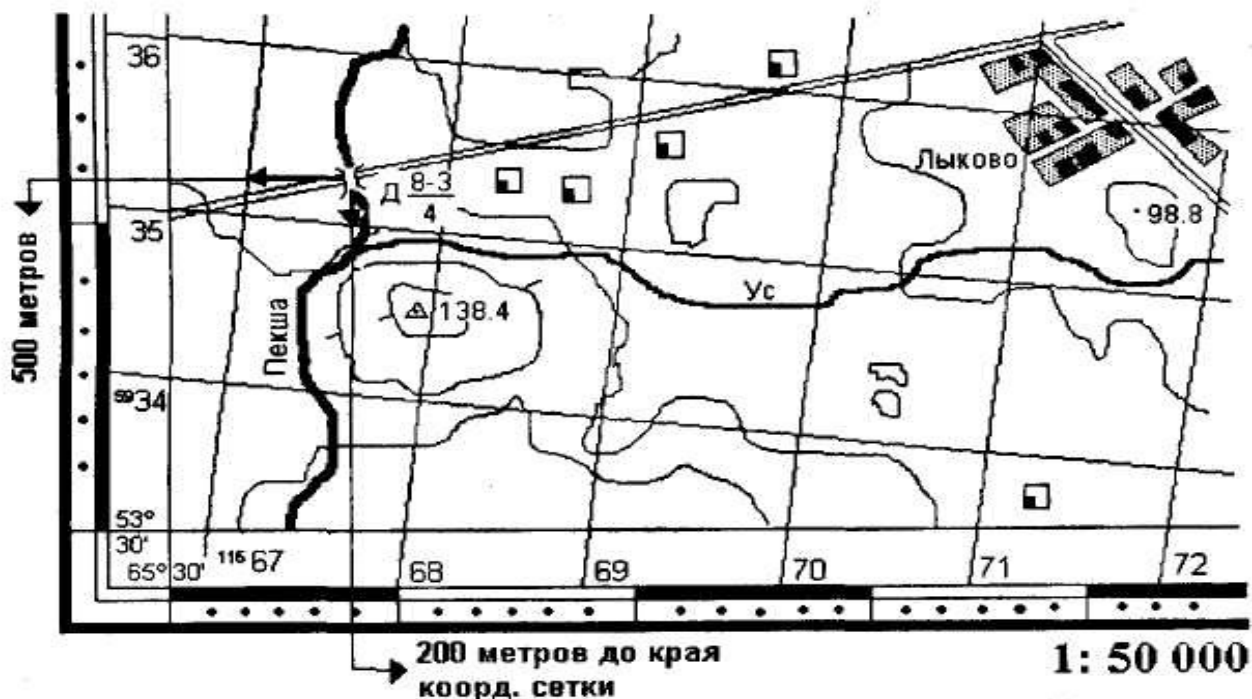 36
Д 8-3
4
Лыково
98.8
35
500 метров
Ус
Пекша
138.4
5934
53°
30'
65° 30' 11667
68
69
70
71
72
200 метров до края
коорд. сетки
1: 50 000